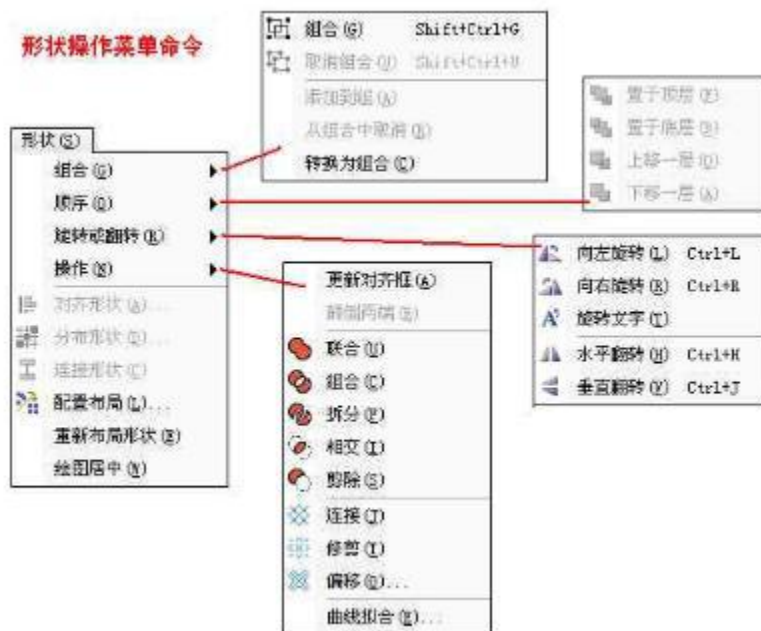 形状操作菜单命令
组合(G) Shift+Ctrl+G
取消组合(U) Shift+Ctrl+U
添加到组(A)
从组合中取消(R)
转换为组合(C)
置于顶层(F)
置于底层(B)
上移一层(O)
下移一层(A)
形状(S)
组合(G)
顺序(O)
旋转或翻转(R)
操作(N)
对齐形状(A)...
分布形状(D)...
连接形状(C)
配置布局(L)...
重新布局形状(E)
绘图居中(W)
更新对齐框(A)
颠倒两端(R)
联合(U)
组合(C)
拆分(F)
相交(I)
剪除(S)
连接(J)
修剪(T)
偏移(O)...
曲线拟合(E)...
向左旋转(L) Ctrl+L
向右旋转(R) Ctrl+R
旋转文字(T)
水平翻转(H) Ctrl+H
垂直翻转(V) Ctrl+J